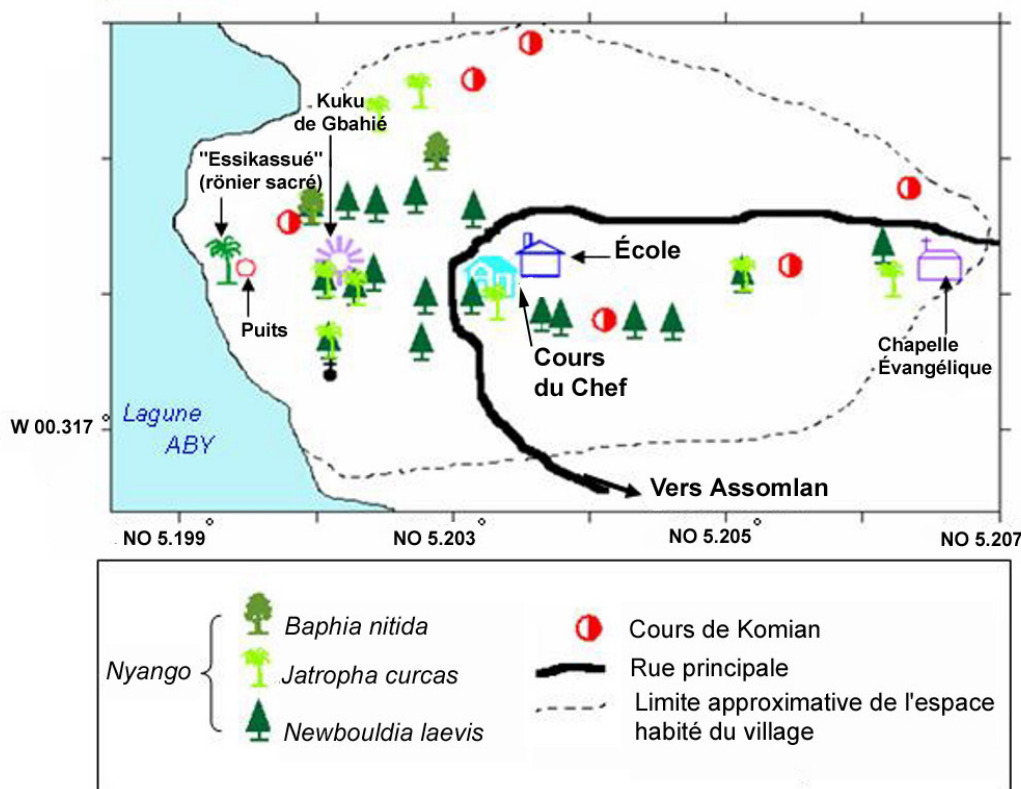 Kuku
de Gbahié
"Essikassué"
(rönier sacré)
École
Puits
Cours
du Chef
Chapelle
Évangélique
W 00.317°
Lagune
ABY
Vers Assomlan
NO 5.199°
NO 5.203°
NO 5.205°
NO 5.207
Nyango
Baphia nitida
Jatropha curcas
Newbouldia laevis
Cours de Komian
Rue principale
Limite approximative de l'espace
habité du village